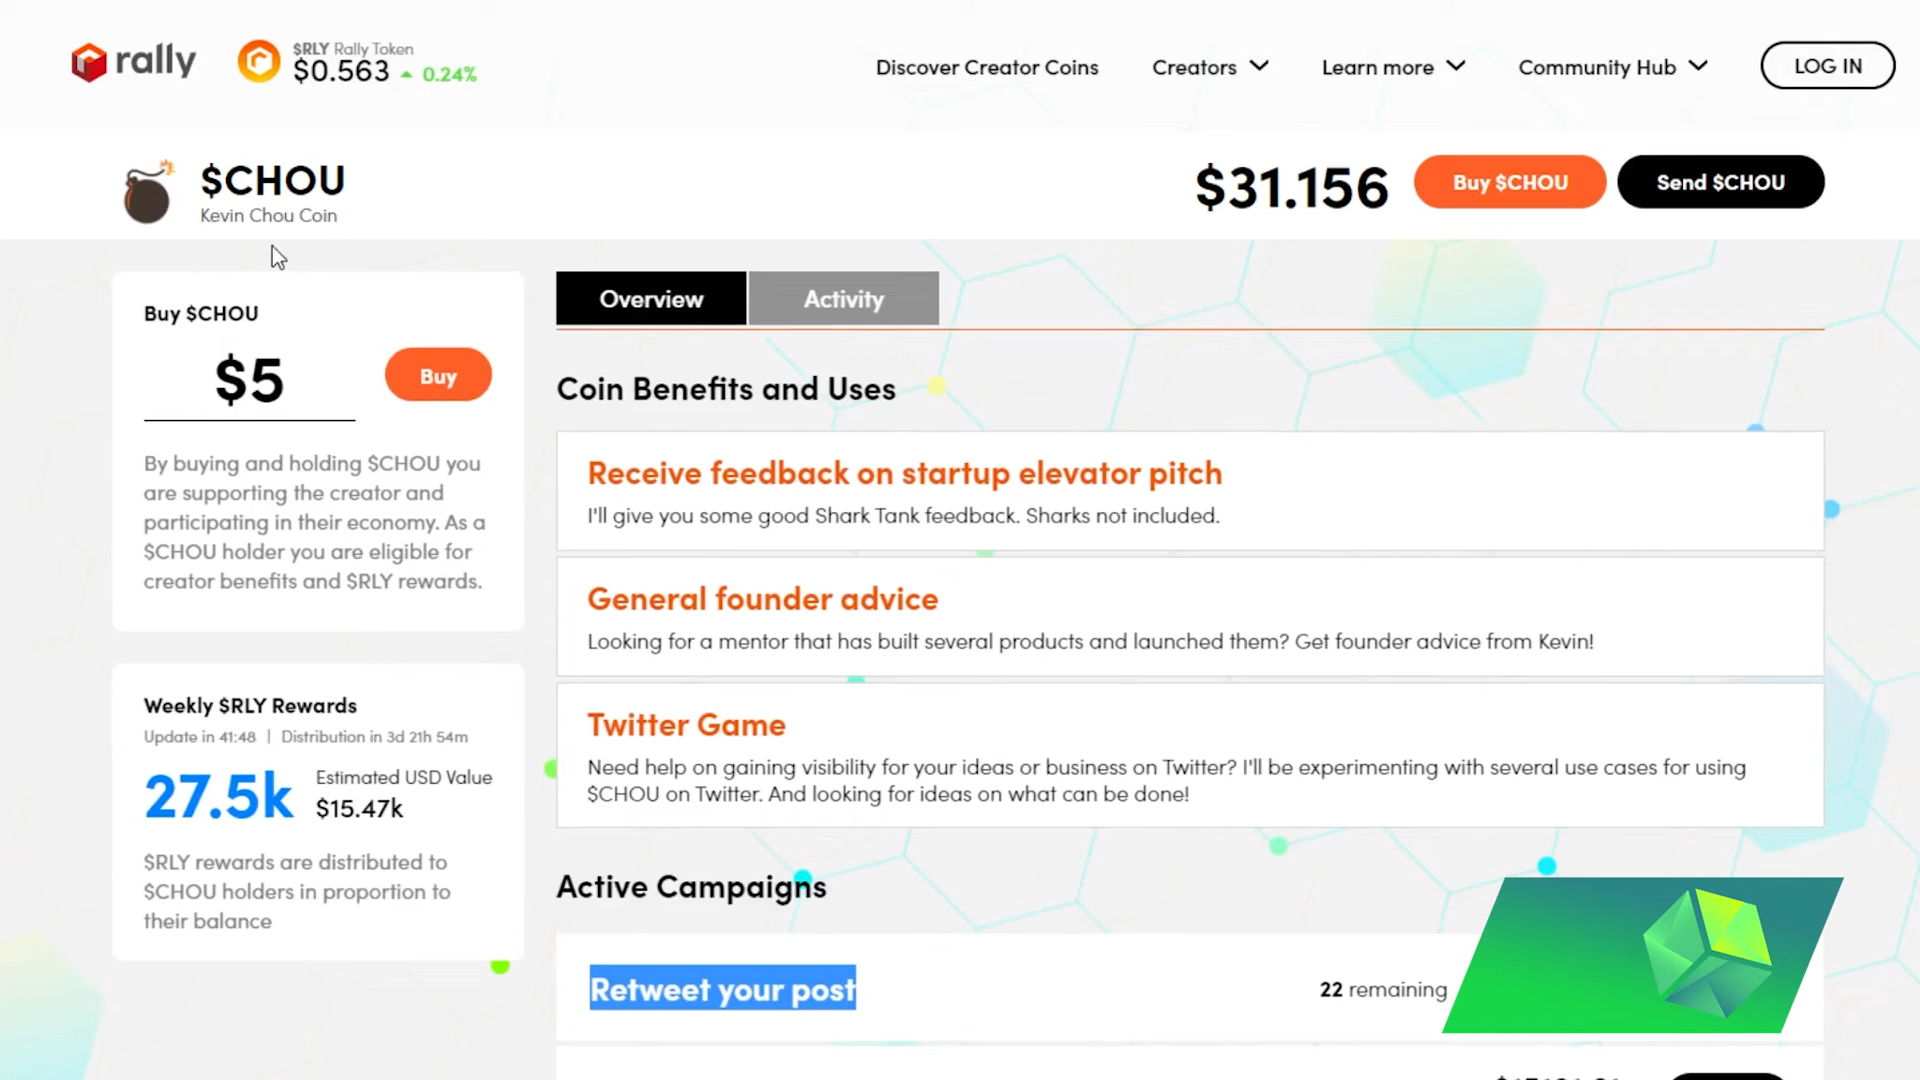 rally
$RLY Rally Token
$0.563 0.24%
Discover Creator Coins
Creators
Learn more
Community Hub
LOG IN
$CHOU
Kevin Chou Coin
$31.156
Buy $CHOU
Send $CHOU
Buy $CHOU
$5
Buy
By buying and holding $CHOU you
are supporting the creator and
participating in their economy. As a
$CHOU holder you are eligible for
creator benefits and $RLY rewards.
Weekly $RLY Rewards
Update in 41:48 | Distribution in 3d 21h 54m
27.5k
Estimated USD Value
$15.47k
$RLY rewards are distributed to
$CHOU holders in proportion to
their balance
Overview
Activity
Coin Benefits and Uses
Receive feedback on startup elevator pitch
I'll give you some good Shark Tank feedback. Sharks not included.
General founder advice
Looking for a mentor that has built several products and launched them? Get founder advice from Kevin!
Twitter Game
Need help on gaining visibility for your ideas or business on Twitter? I'll be experimenting with several use cases for using
$CHOU on Twitter. And looking for ideas on what can be done!
Active Campaigns
Retweet your post
22 remaining